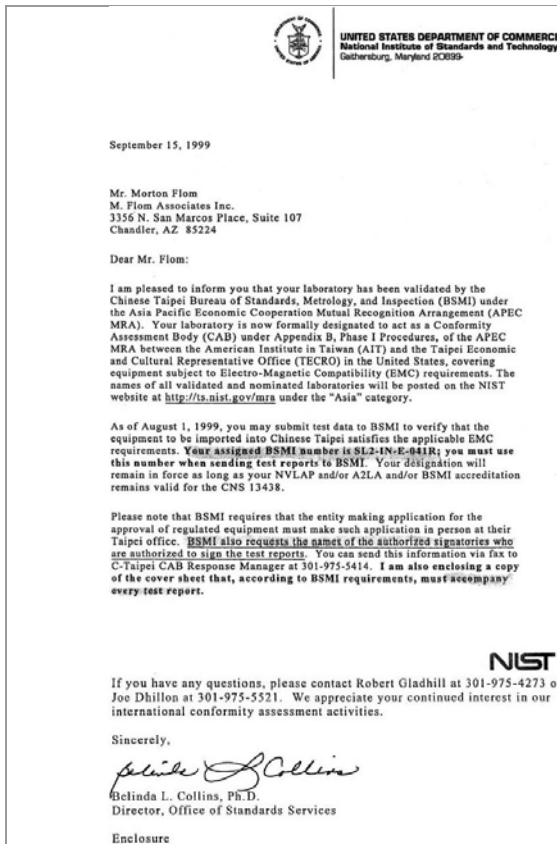 UNITED STATES DEPARTMENT OF COMMERC
National Institute of Standards and Technology
Gaithersburg, Maryland 20899-
September 15, 1999
Mr. Morton Flom
M. Flom Associates Inc.
3356 N. San Marcos Place, Suite 107
Chandler, AZ 85224
Dear Mr. Flom:
I am pleased to inform you that your laboratory has been validated by the
Chinese Taipei Bureau of Standards, Metrology, and Inspection (BSMI) under
the Asia Pacific Economic Cooperation Mutual Recognition Arrangement (APEC
MRA). Your laboratory is now formally designated to act as a Conformity
Assessment Body (CAB) under Appendix B, Phase I Procedures, of the APEC
MRA between the American Institute in Taiwan (AIT) and the Taipei Economic
and Cultural Representative Office (TECRO) in the United States, covering
equipment subject to Electro-Magnetic Compatibility (EMC) requirements. The
names of all validated and nominated laboratories will be posted on the NIST
website at http://ts.nist.gov/mra under the "Asia" category.
As of August 1, 1999, you may submit test data to BSMI to verify that the
equipment to be imported into Chinese Taipei satisfies the applicable EMC
requirements. Your assigned BSMI number is SL2-IN-E-041R; you must use
this number when sending test reports to BSMI. Your designation will
remain in force as long as your NVLAP and/or A2LA and/or BSMI accreditation
remains valid for the CNS 13438.
Please note that BSMI requires that the entity making application for the
approval of regulated equipment must make such application in person at their
Taipei office. BSMI also requests the names of the authorized signatories who
are authorized to sign the test reports. You can send this information via fax to
C-Taipei CAB Response Manager at 301-975-5414. I am also enclosing a copy
of the cover sheet that, according to BSMI requirements, must accompany
every test report.
NIST
If you have any questions, please contact Robert Gladhill at 301-975-4273 o
Joe Dhillon at 301-975-5521. We appreciate your continued interest in our
international conformity assessment activities.
Sincerely,
Belinda L Collins
Belinda L. Collins, Ph.D.
Director, Office of Standards Services
Enclosure